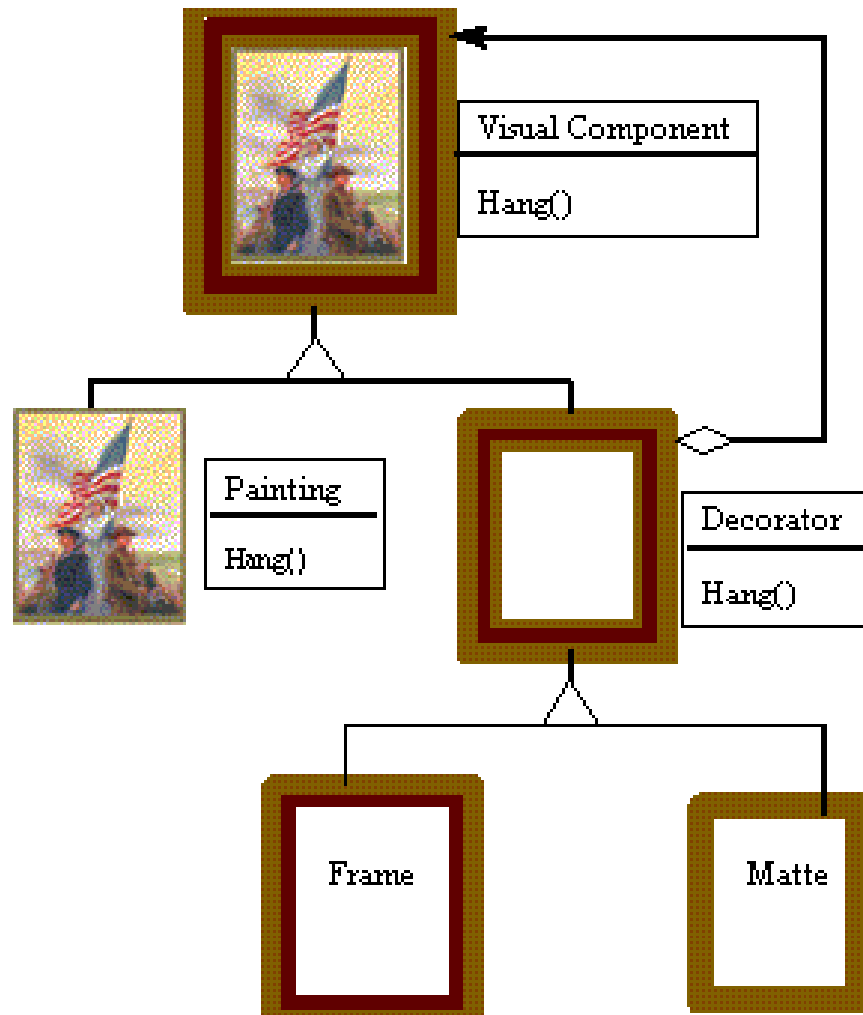 Visual Component
Hang()
Painting
Hang()
Decorator
Hang()
Frame
Matte